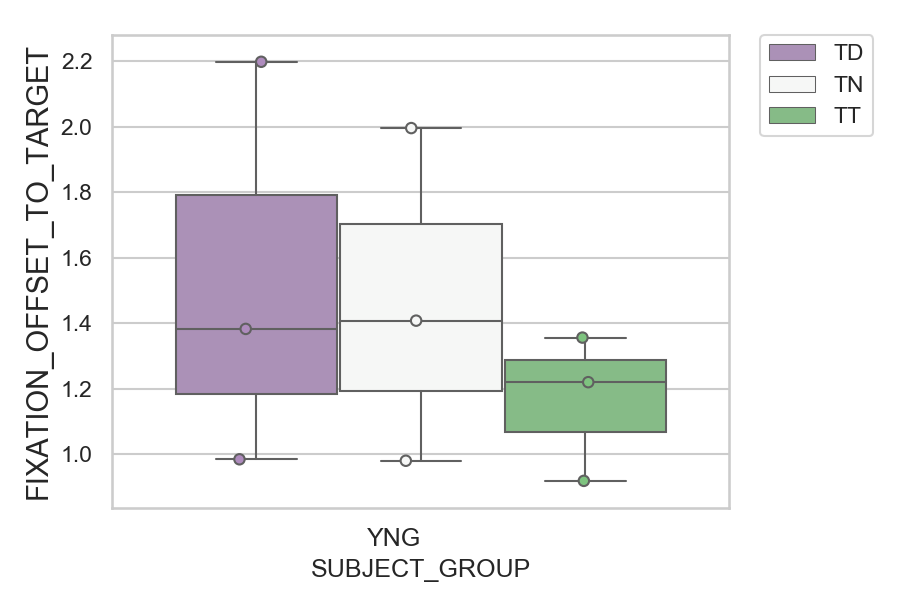 FIXATION_OFFSET_TO_TARGET
2.2
2.0
1.8
1.6
1.4
1.2
1.0
YNG
SUBJECT_GROUP
TD
TN
TT